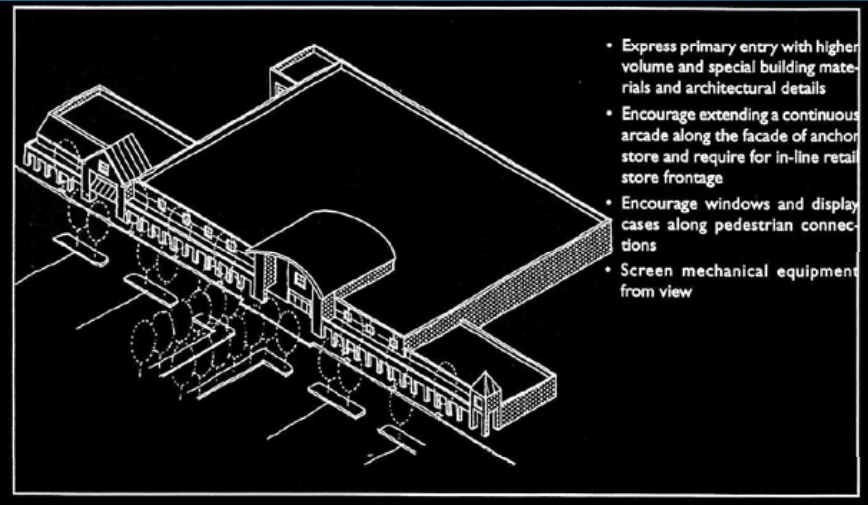 • Express primary entry with higher
volume and special building mate-
rials and architectural details
• Encourage extending a continuous
arcade along the facade of anchor
store and require for in-line retail
store frontage
• Encourage windows and display
cases along pedestrian connec-
tions
• Screen mechanical equipment
from view